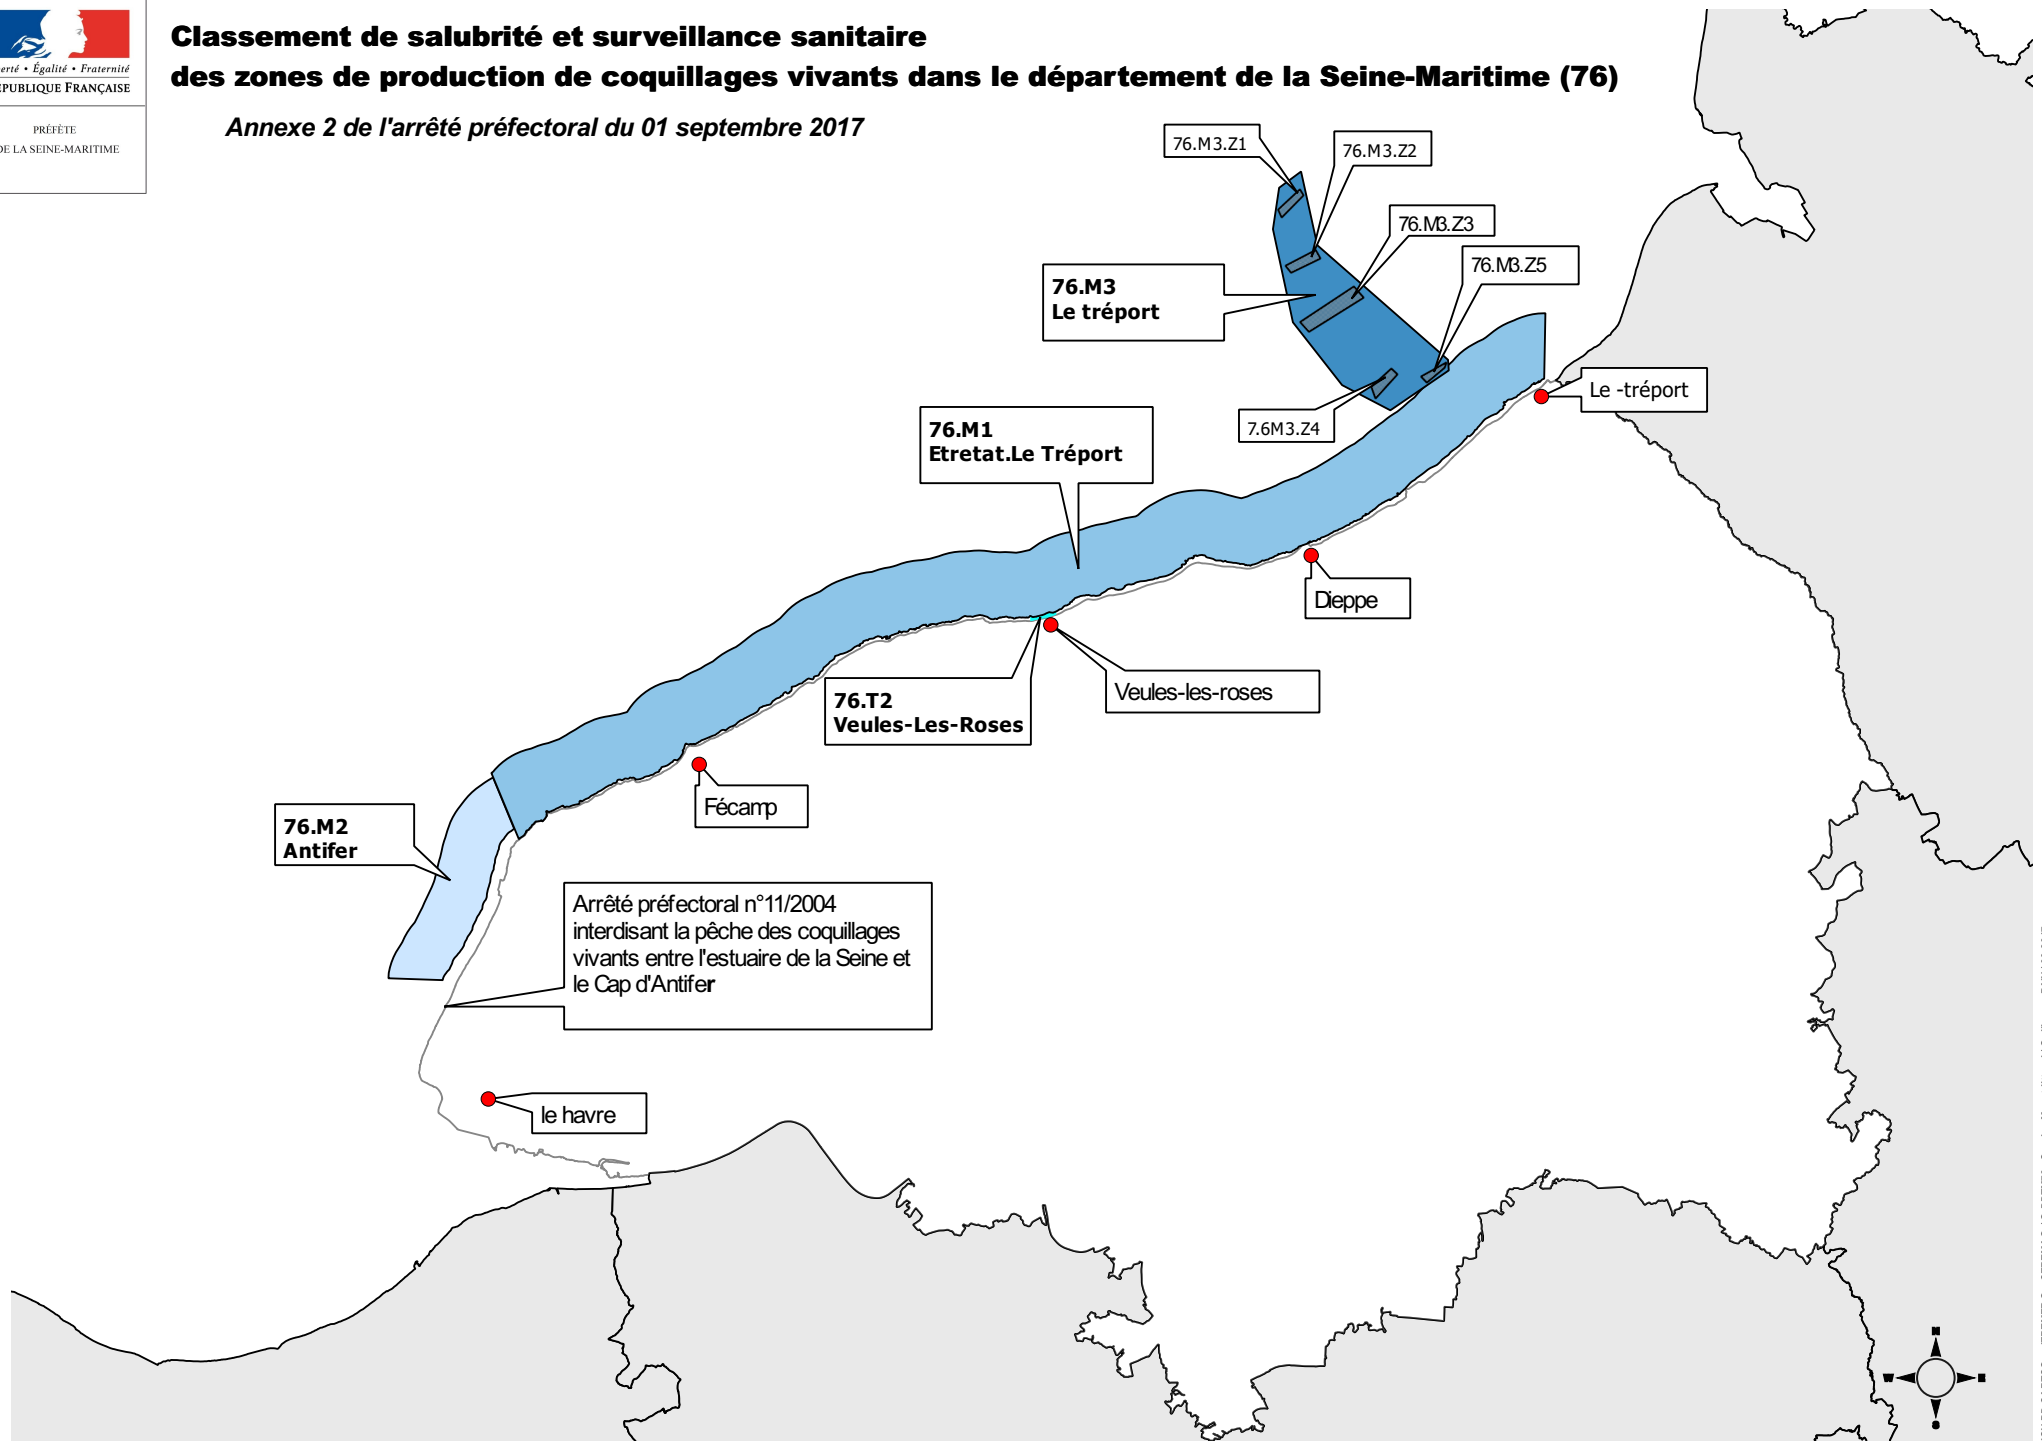 Classement de salubrité et surveillance sanitaire
des zones de production de coquillages vivants dans le département de la Seine-Maritime (76)
Annexe 2 de l'arrêté préfectoral du 01 septembre 2017
erté • Égalité • Fraternité
ÉPUBLIQUE FRANÇAISE
PRÉFÈTE
DE LA SEINE-MARITIME
76.M3.Z1
76.M3.Z2
76.M3.Z3
76.M3.Z5
76.M3
Le tréport
Le -tréport
7.6M3.Z4
76.M1
Etretat.Le Tréport
Dieppe
76.T2
Veules-Les-Roses
Veules-les-roses
Fécamp
76.M2
Antifer
Arrêté préfectoral n°11/2004
interdisant la pêche des coquillages
vivants entre l'estuaire de la Seine et
le Cap d'Antifer
le havre
N
W
S